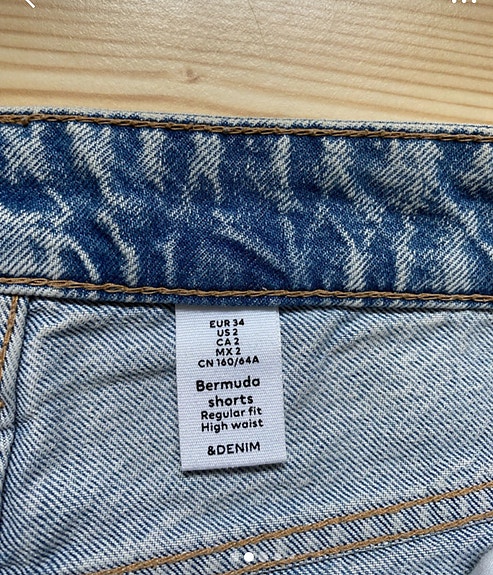 EUR 34
US 2
CA 2
MX 2
CN 160/64A
Bermuda
shorts
Regular fit
High waist
&DENIM